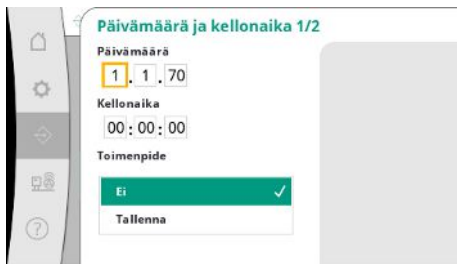 Päivämäärä ja kellonaika 1/2
Päivämäärä
1.1.70
Kellonaika
00:00:00
Toimenpide
Ei
Tallenna
?